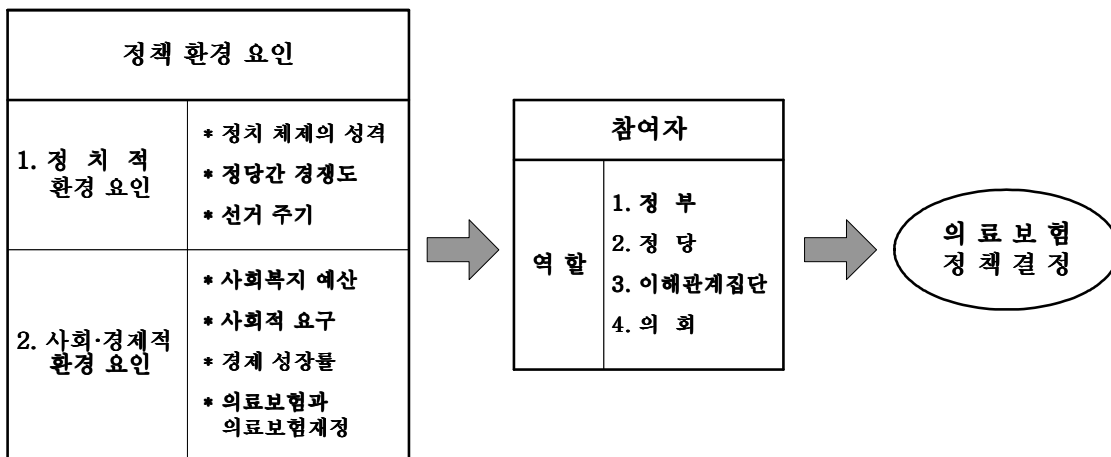 정책 환경 요인
1. 정 치 적
환경 요인
* 정치 체제의 성격
* 정당간 경쟁도
* 선거 주기
2. 사회·경제적
환경 요인
* 사회복지 예산
* 사회적 요구
* 경제 성장률
* 의료보험과
의료보험재정
참여자
역 할
1. 정 부
2. 정 당
3. 이해관계집단
4. 의 회
의 료 보 험
정 책 결 정